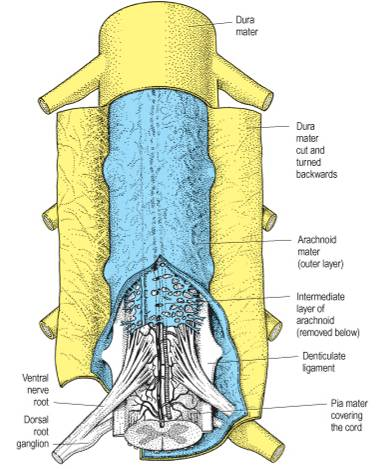 Dura
mater
Dura
mater
cut and
turned
backwards
Arachnoid
mater
(outer layer)
Intermediate
layer of
arachnoid
(removed below)
Denticulate
ligament
Ventral
nerve
root
Pia mater
covering
the cord
Dorsal
root
ganglion